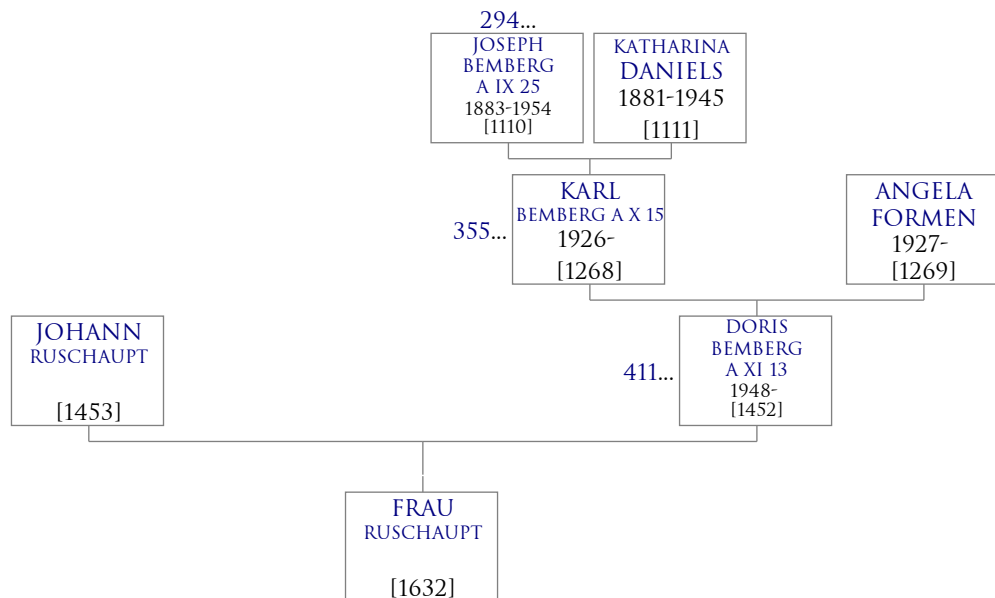 294...
JOSEPH
BEMBERG
A IX 25
1883-1954
[1110]
KATHARINA
DANIELS
1881-1945
[1111]
355...
KARL
BEMBERG A X 15
1926-
[1268]
ANGELA
FORMEN
1927-
[1269]
JOHANN
RUSCHAUPT
[1453]
411...
DORIS
BEMBERG
A XI 13
1948-
[1452]
FRAU
RUSCHAUPT
[1632]